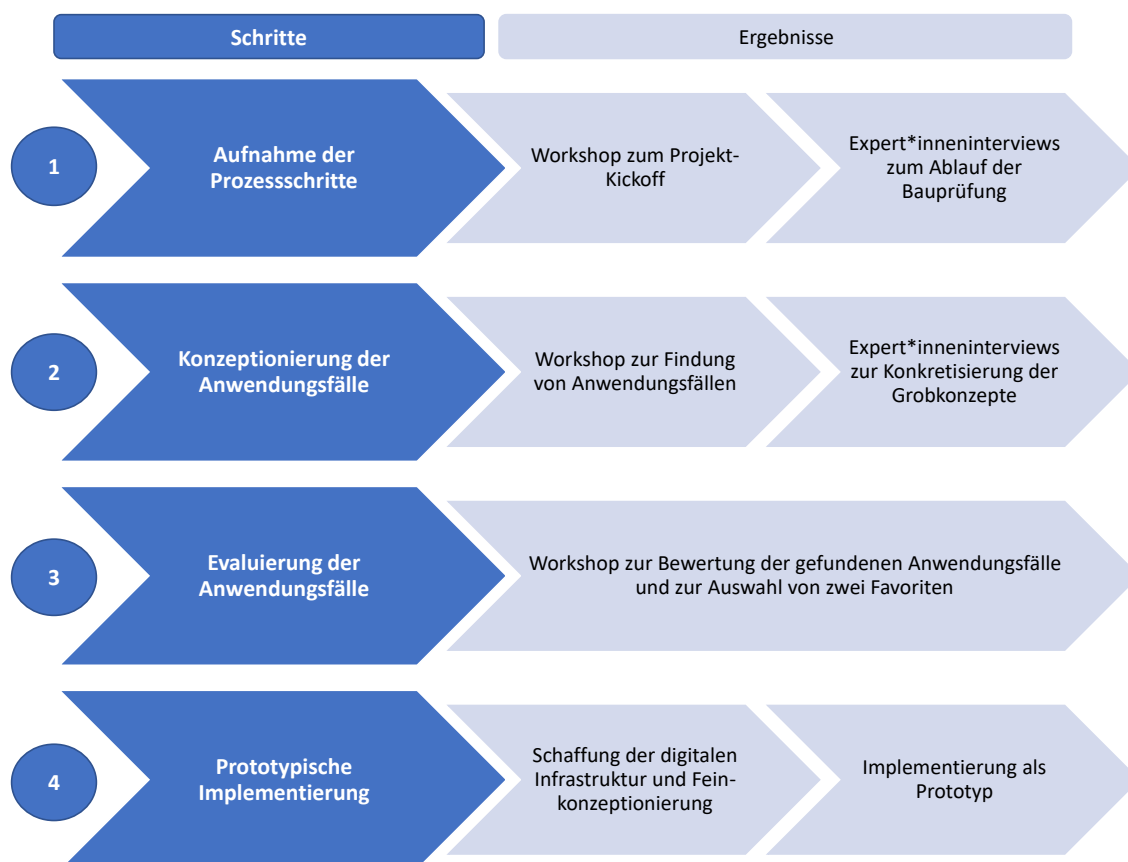 Schritte
Ergebnisse
1
Aufnahme der
Prozessschritte
Workshop zum Projekt-
Kickoff
Expert*inneninterviews
zum Ablauf der
Bauprüfung
2
Konzeptionierung der
Anwendungsfälle
Workshop zur Findung
von Anwendungsfällen
Expert*inneninterviews
zur Konkretisierung der
Grobkonzepte
3
Evaluierung der
Anwendungsfälle
Workshop zur Bewertung der gefundenen Anwendungsfälle
und zur Auswahl von zwei Favoriten
4
Prototypische
Implementierung
Schaffung der digitalen
Infrastruktur und Fein-
konzeptionierung
Implementierung als
Prototyp